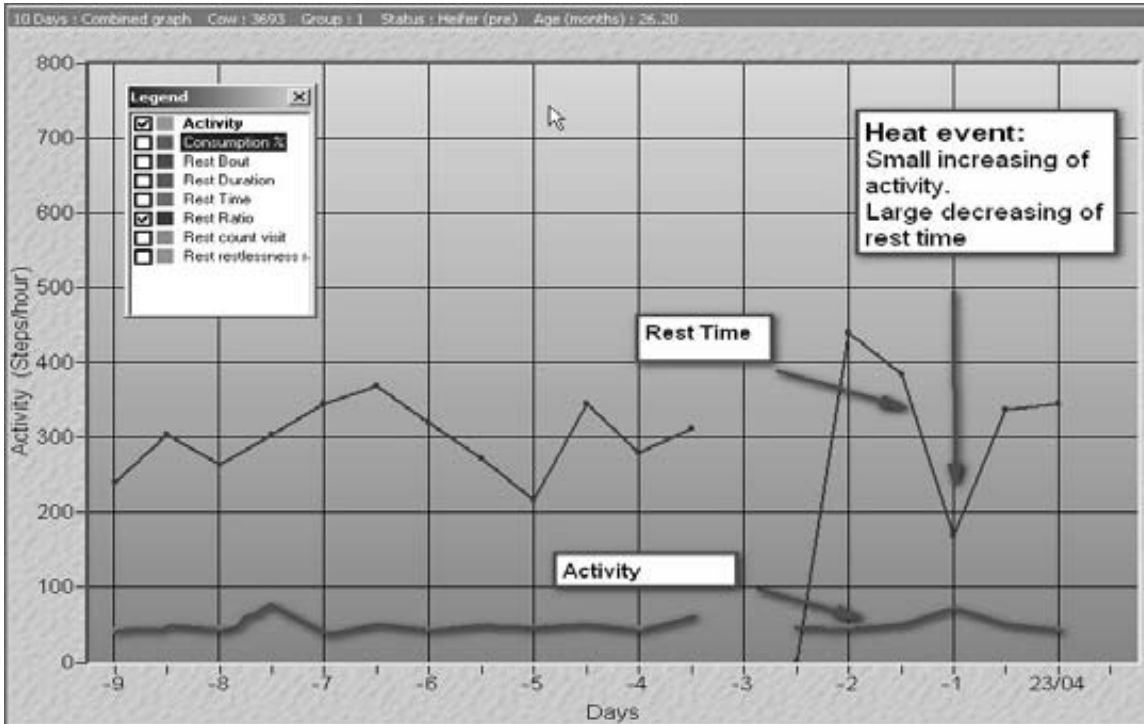 10 Days : Combined graph Cow : 3693 Group : 1 Status : Heifer (pre) Age (months) : 26.20
800
700
600
500
400
300
200
100
0
Activity (Steps/hour)
Legend
Activity
Consumption %
Rest Bout
Rest Duration
Rest Time
Rest Ratio
Rest count visit
Rest restlessness
Heat event:
Small increasing of
activity.
Large decreasing of
rest time
Rest Time
Activity
-9 -8 -7 -6 -5 -4 -3 -2 -1 23/04
Days